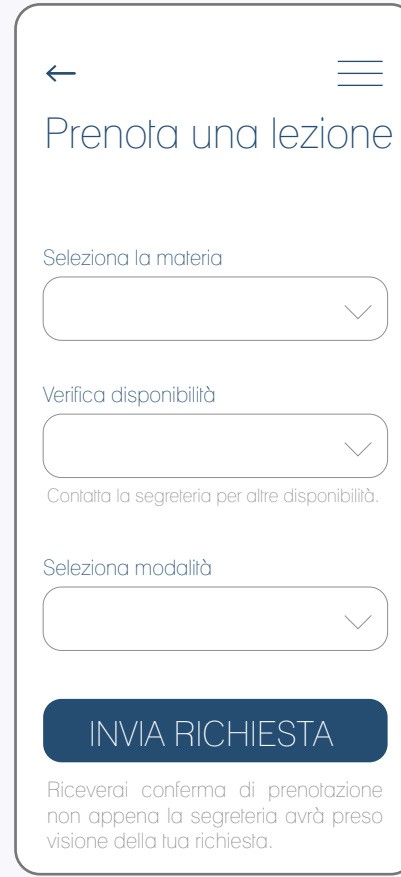 Prenota una lezione
Seleziona la materia
Verifica disponibilità
Contatta la segreteria per altre disponibilità.
Seleziona modalità
INVIA RICHIESTA
Riceverai conferma di prenotazione
non appena la segreteria avrà preso
visione della tua richiesta.